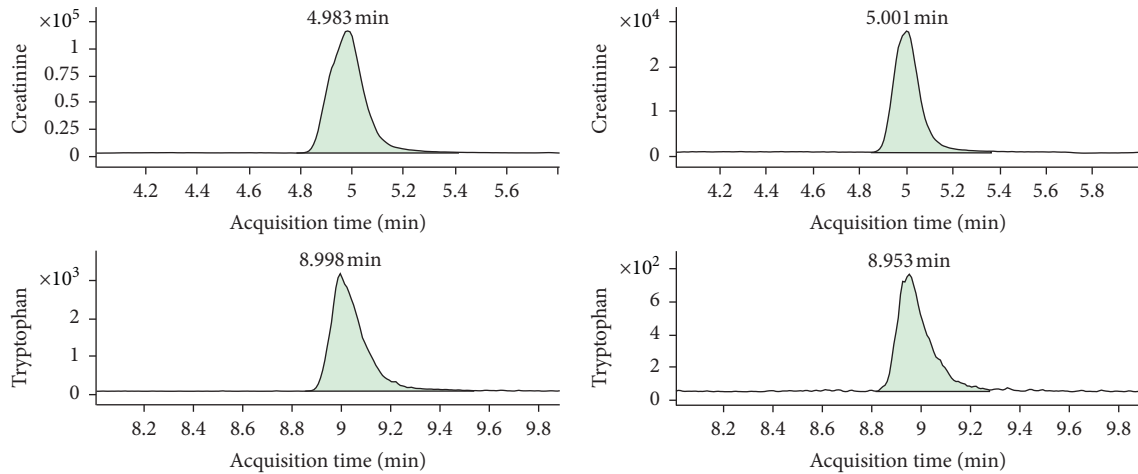 ×10⁵
4.983 min
1
0.75
0.5
0.25
0
Creatinine
4.2 4.4 4.6 4.8 5 5.2 5.4 5.6
Acquisition time (min)
×10⁴
5.001 min
2
1
0
Creatinine
4.2 4.4 4.6 4.8 5 5.2 5.4 5.6 5.8
Acquisition time (min)
×10³
8.998 min
2
1
0
Tryptophan
8.2 8.4 8.6 8.8 9 9.2 9.4 9.6 9.8
Acquisition time (min)
×10²
8.953 min
6
4
2
0
Tryptophan
8.2 8.4 8.6 8.8 9 9.2 9.4 9.6 9.8
Acquisition time (min)